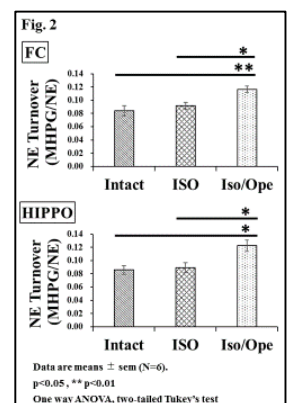 Fig. 2
FC
*
**
NE Turnover
(MHPG/NE)
0.14
0.12
0.10
0.08
0.06
0.04
0.02
0.00
Intact ISO Iso/Ope
HIPPO
*
*
NE Turnover
(MHPG/NE)
0.14
0.12
0.10
0.08
0.06
0.04
0.02
0.00
Intact ISO Iso/Ope
Data are means ± sem (N=6).
p<0.05 , ** p<0.01
One way ANOVA, two-tailed Tukey's test